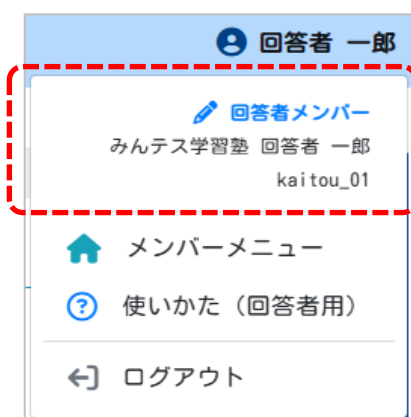 回答者 一郎
回答者メンバー
みんテス学習塾 回答者 一郎
kaitou_01
メンバーメニュー
使いかた（回答者用）
ログアウト